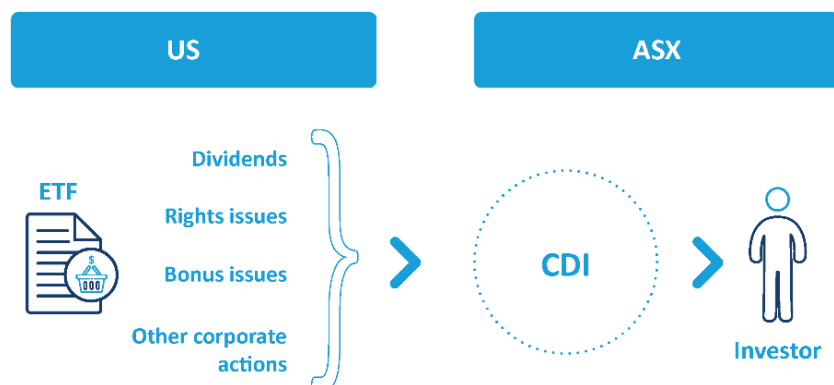 US
ASX
ETF
$
Dividends
Rights issues
Bonus issues
Other corporate
actions
CDI
Investor